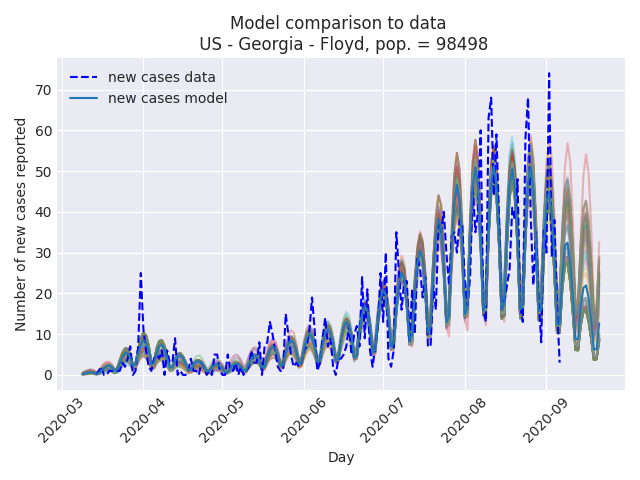 Model comparison to data
US - Georgia - Floyd, pop. = 98498
new cases data
new cases model
Number of new cases reported
70
60
50
40
30
20
10
0
2020-03
2020-04
2020-05
2020-06
2020-07
2020-08
2020-09
Day